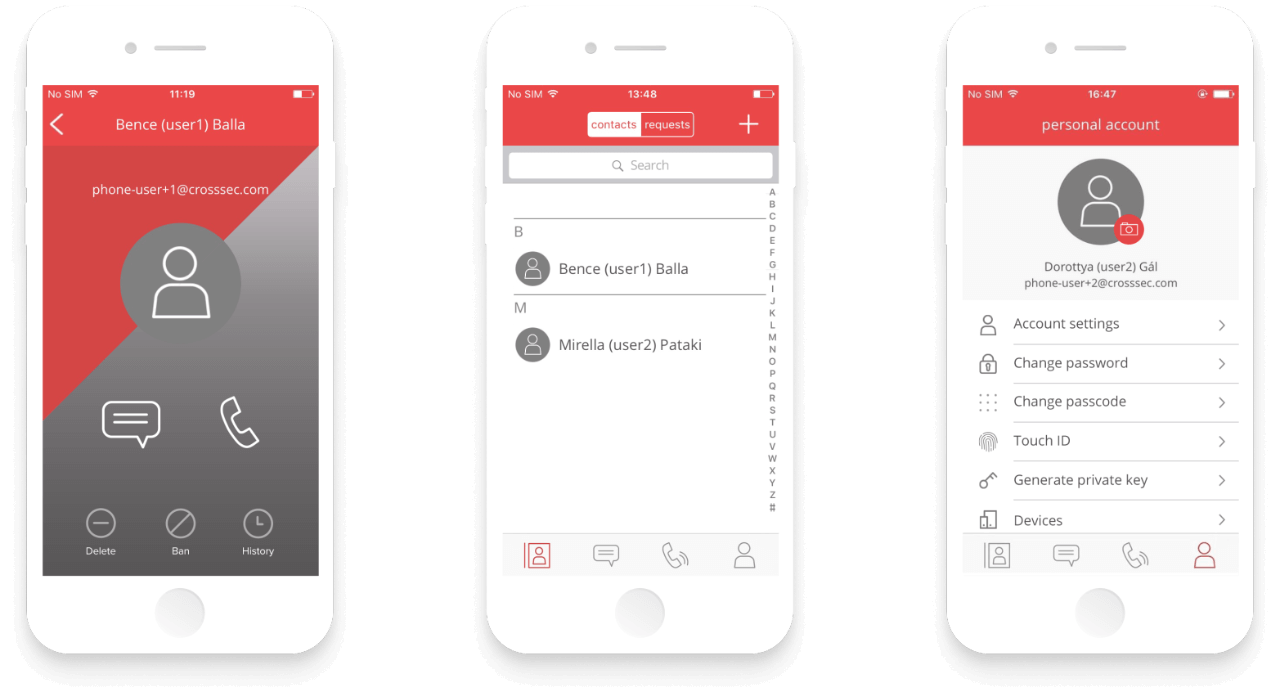 No SIM 11:19
Bence (user1) Balla
phone-user+1@crosssec.com
Delete Ban History
No SIM 13:48
contacts requests
Search
A
B
C
D
E
F
G
H
I
J
K
L
M
N
O
P
Q
R
S
T
U
V
W
X
Y
Z
#
B
Bence (user1) Balla
M
Mirella (user2) Pataki
No SIM 16:47
personal account
Dorottya (user2) Gál
phone-user+2@crosssec.com
Account settings
Change password
Change passcode
Touch ID
Generate private key
Devices